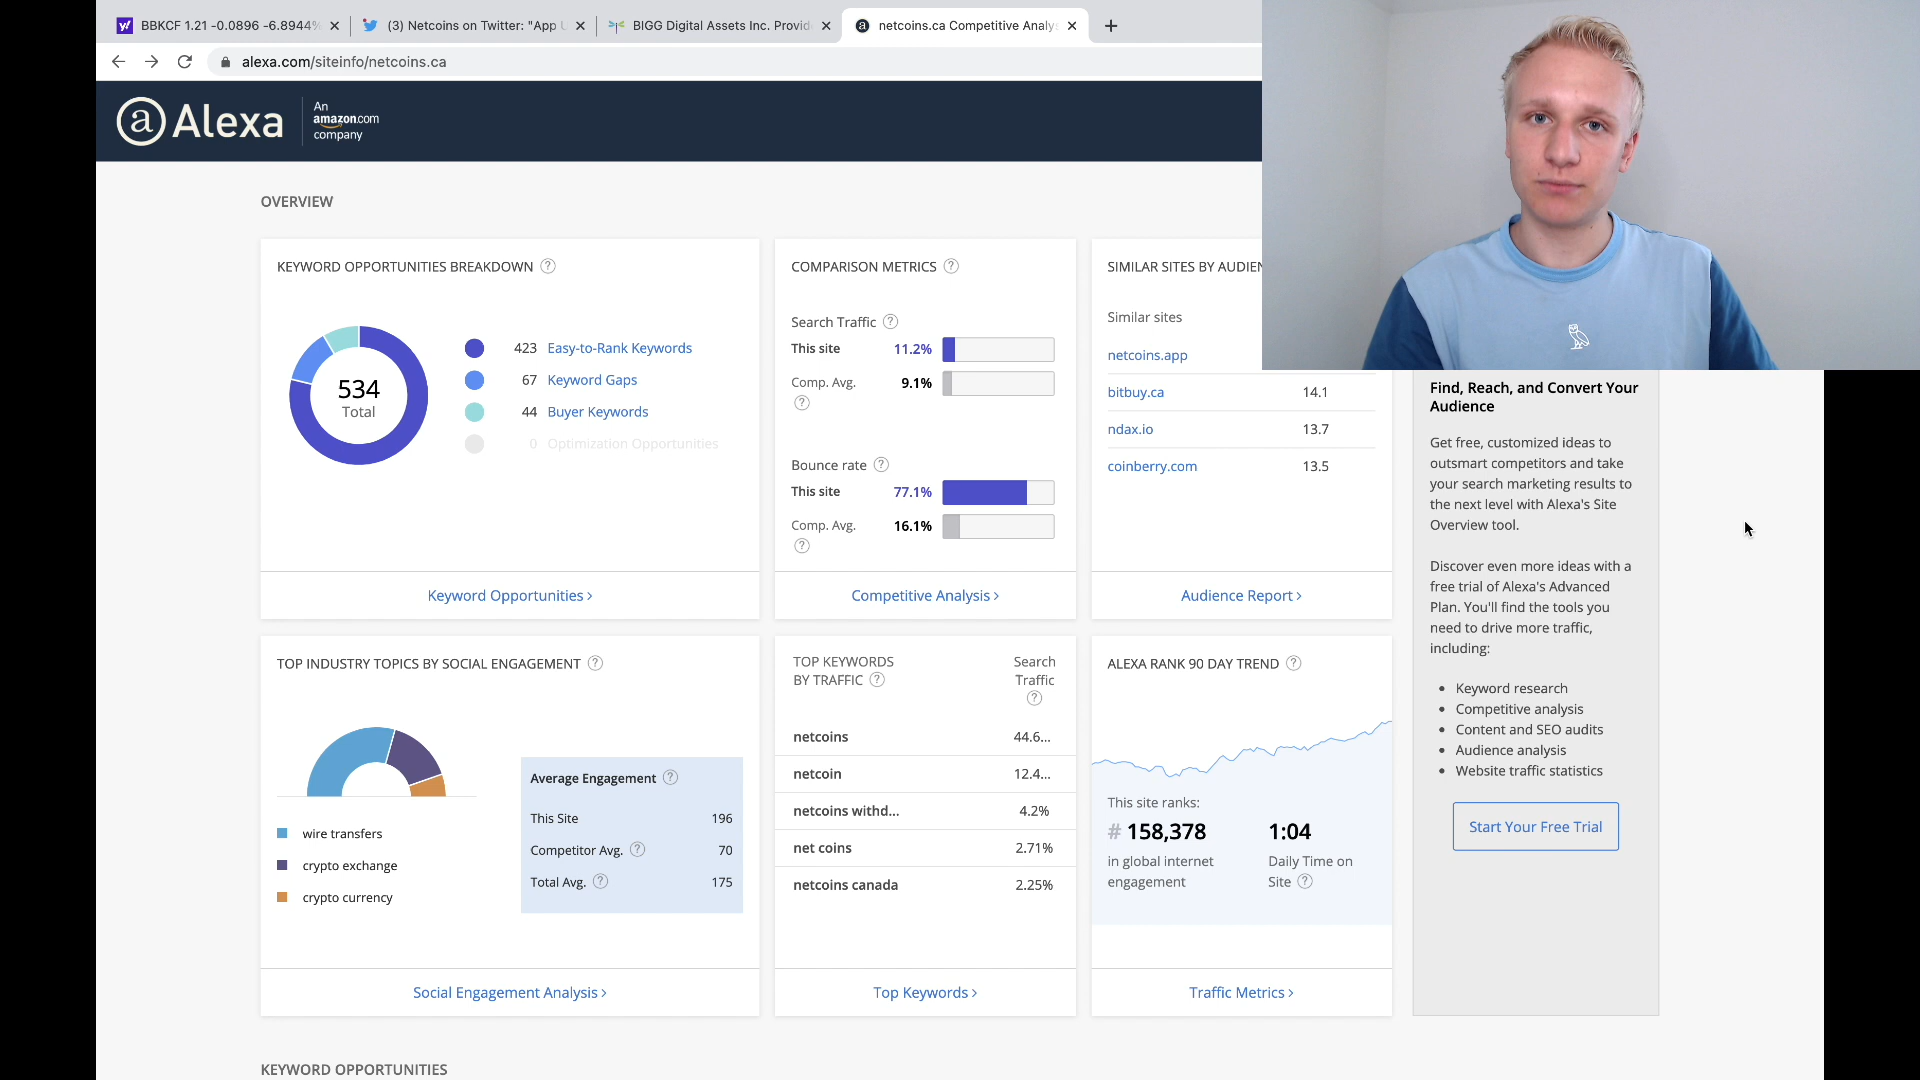 BBKCF 1.21 -0.0896 -6.8944%
(3) Netcoins on Twitter: "App U
BIGG Digital Assets Inc. Provid
netcoins.ca Competitive Analy
alexa.com/siteinfo/netcoins.ca
a Alexa
An
amazon.com
company
OVERVIEW
KEYWORD OPPORTUNITIES BREAKDOWN ?
534
Total
423 Easy-to-Rank Keywords
67 Keyword Gaps
44 Buyer Keywords
0 Optimization Opportunities
Keyword Opportunities >
COMPARISON METRICS ?
Search Traffic ?
This site 11.2%
Comp. Avg. 9.1%
?
Bounce rate ?
This site 77.1%
Comp. Avg. 16.1%
?
Competitive Analysis >
SIMILAR SITES BY AUDIEN
Similar sites
netcoins.app
bitbuy.ca 14.1
ndax.io 13.7
coinberry.com 13.5
Audience Report >
Find, Reach, and Convert Your
Audience
Get free, customized ideas to
outsmart competitors and take
your search marketing results to
the next level with Alexa's Site
Overview tool.
Discover even more ideas with a
free trial of Alexa's Advanced
Plan. You'll find the tools you
need to drive more traffic,
including:
• Keyword research
• Competitive analysis
• Content and SEO audits
• Audience analysis
• Website traffic statistics
Start Your Free Trial
TOP INDUSTRY TOPICS BY SOCIAL ENGAGEMENT ?
wire transfers
crypto exchange
crypto currency
Average Engagement ?
This Site 196
Competitor Avg. ? 70
Total Avg. ? 175
Social Engagement Analysis >
TOP KEYWORDS
BY TRAFFIC ?
Search
Traffic
?
netcoins 44.6...
netcoin 12.4...
netcoins withd... 4.2%
net coins 2.71%
netcoins canada 2.25%
Top Keywords >
ALEXA RANK 90 DAY TREND ?
This site ranks:
# 158,378
in global internet
engagement
1:04
Daily Time on
Site ?
Traffic Metrics >
KEYWORD OPPORTUNITIES